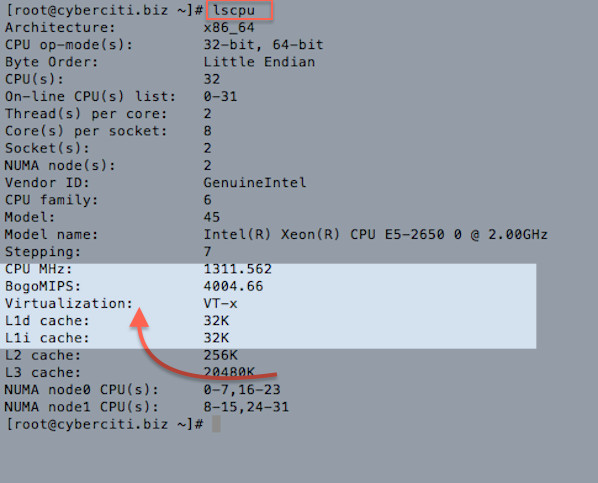 [root@cyberciti.biz ~]# lscpu
Architecture: x86_64
CPU op-mode(s): 32-bit, 64-bit
Byte Order: Little Endian
CPU(s): 32
On-line CPU(s) list: 0-31
Thread(s) per core: 2
Core(s) per socket: 8
Socket(s): 2
NUMA node(s): 2
Vendor ID: GenuineIntel
CPU family: 6
Model: 45
Model name: Intel(R) Xeon(R) CPU E5-2650 0 @ 2.00GHz
Stepping: 7
CPU MHz: 1311.562
BogoMIPS: 4004.66
Virtualization: VT-x
L1d cache: 32K
L1i cache: 32K
L2 cache: 256K
L3 cache: 20480K
NUMA node0 CPU(s): 0-7,16-23
NUMA node1 CPU(s): 8-15,24-31
[root@cyberciti.biz ~]#